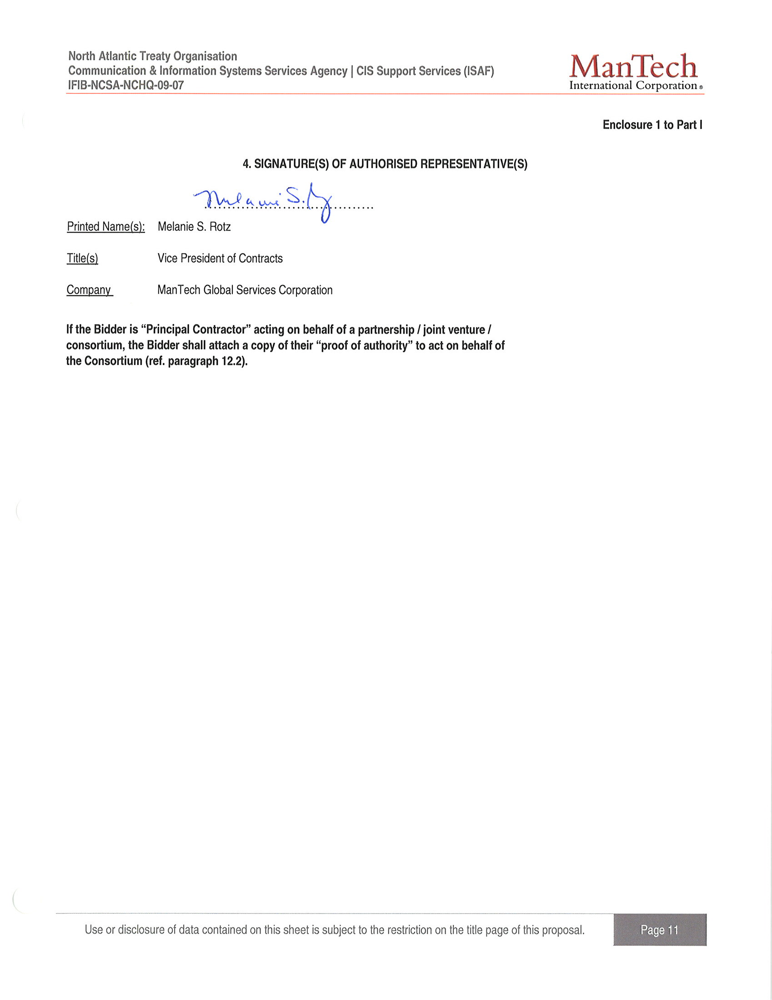 North Atlantic Treaty Organisation
Communication & Information Systems Services Agency | CIS Support Services (ISAF)
IFIB-NCSA-NCHQ-09-07
ManTech
International Corporation®
Enclosure 1 to Part I
4. SIGNATURE(S) OF AUTHORISED REPRESENTATIVE(S)
Melanie S.
Printed Name(s): Melanie S. Rotz
Title(s) Vice President of Contracts
Company ManTech Global Services Corporation
If the Bidder is “Principal Contractor” acting on behalf of a partnership / joint venture /
consortium, the Bidder shall attach a copy of their “proof of authority” to act on behalf of
the Consortium (ref. paragraph 12.2).
Use or disclosure of data contained on this sheet is subject to the restriction on the title page of this proposal.
Page 11